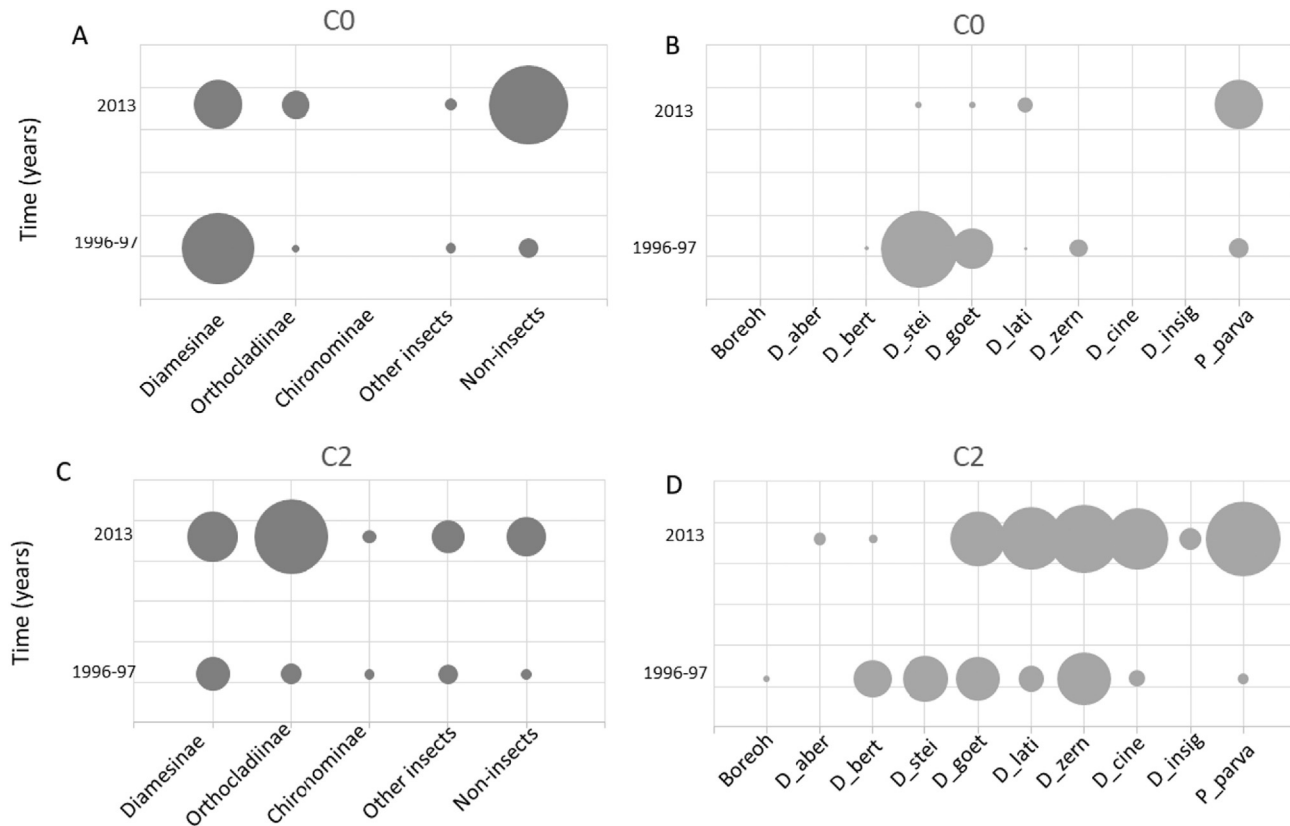 A
C0
Time (years)
2013
1996-97
Diamesinae
Orthocladiinae
Chironominae
Other insects
Non-insects
B
C0
2013
1996-97
Boreoh
D_aber
D_bert
D_stei
D_goet
D_lati
D_zern
D_cine
D_insig
P_parva
C
C2
Time (years)
2013
1996-97
Diamesinae
Orthocladiinae
Chironominae
Other insects
Non-insects
D
C2
2013
1996-97
Boreoh
D_aber
D_bert
D_stei
D_goet
D_lati
D_zern
D_cine
D_insig
P_parva